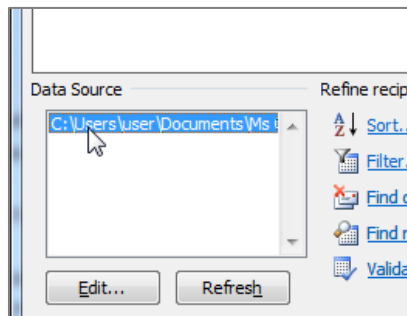 Data Source
C:\Users\user\Documents\Ms
Edit...
Refresh
Refine recip
Sort..
Filter.
Find d
Find r
Valida